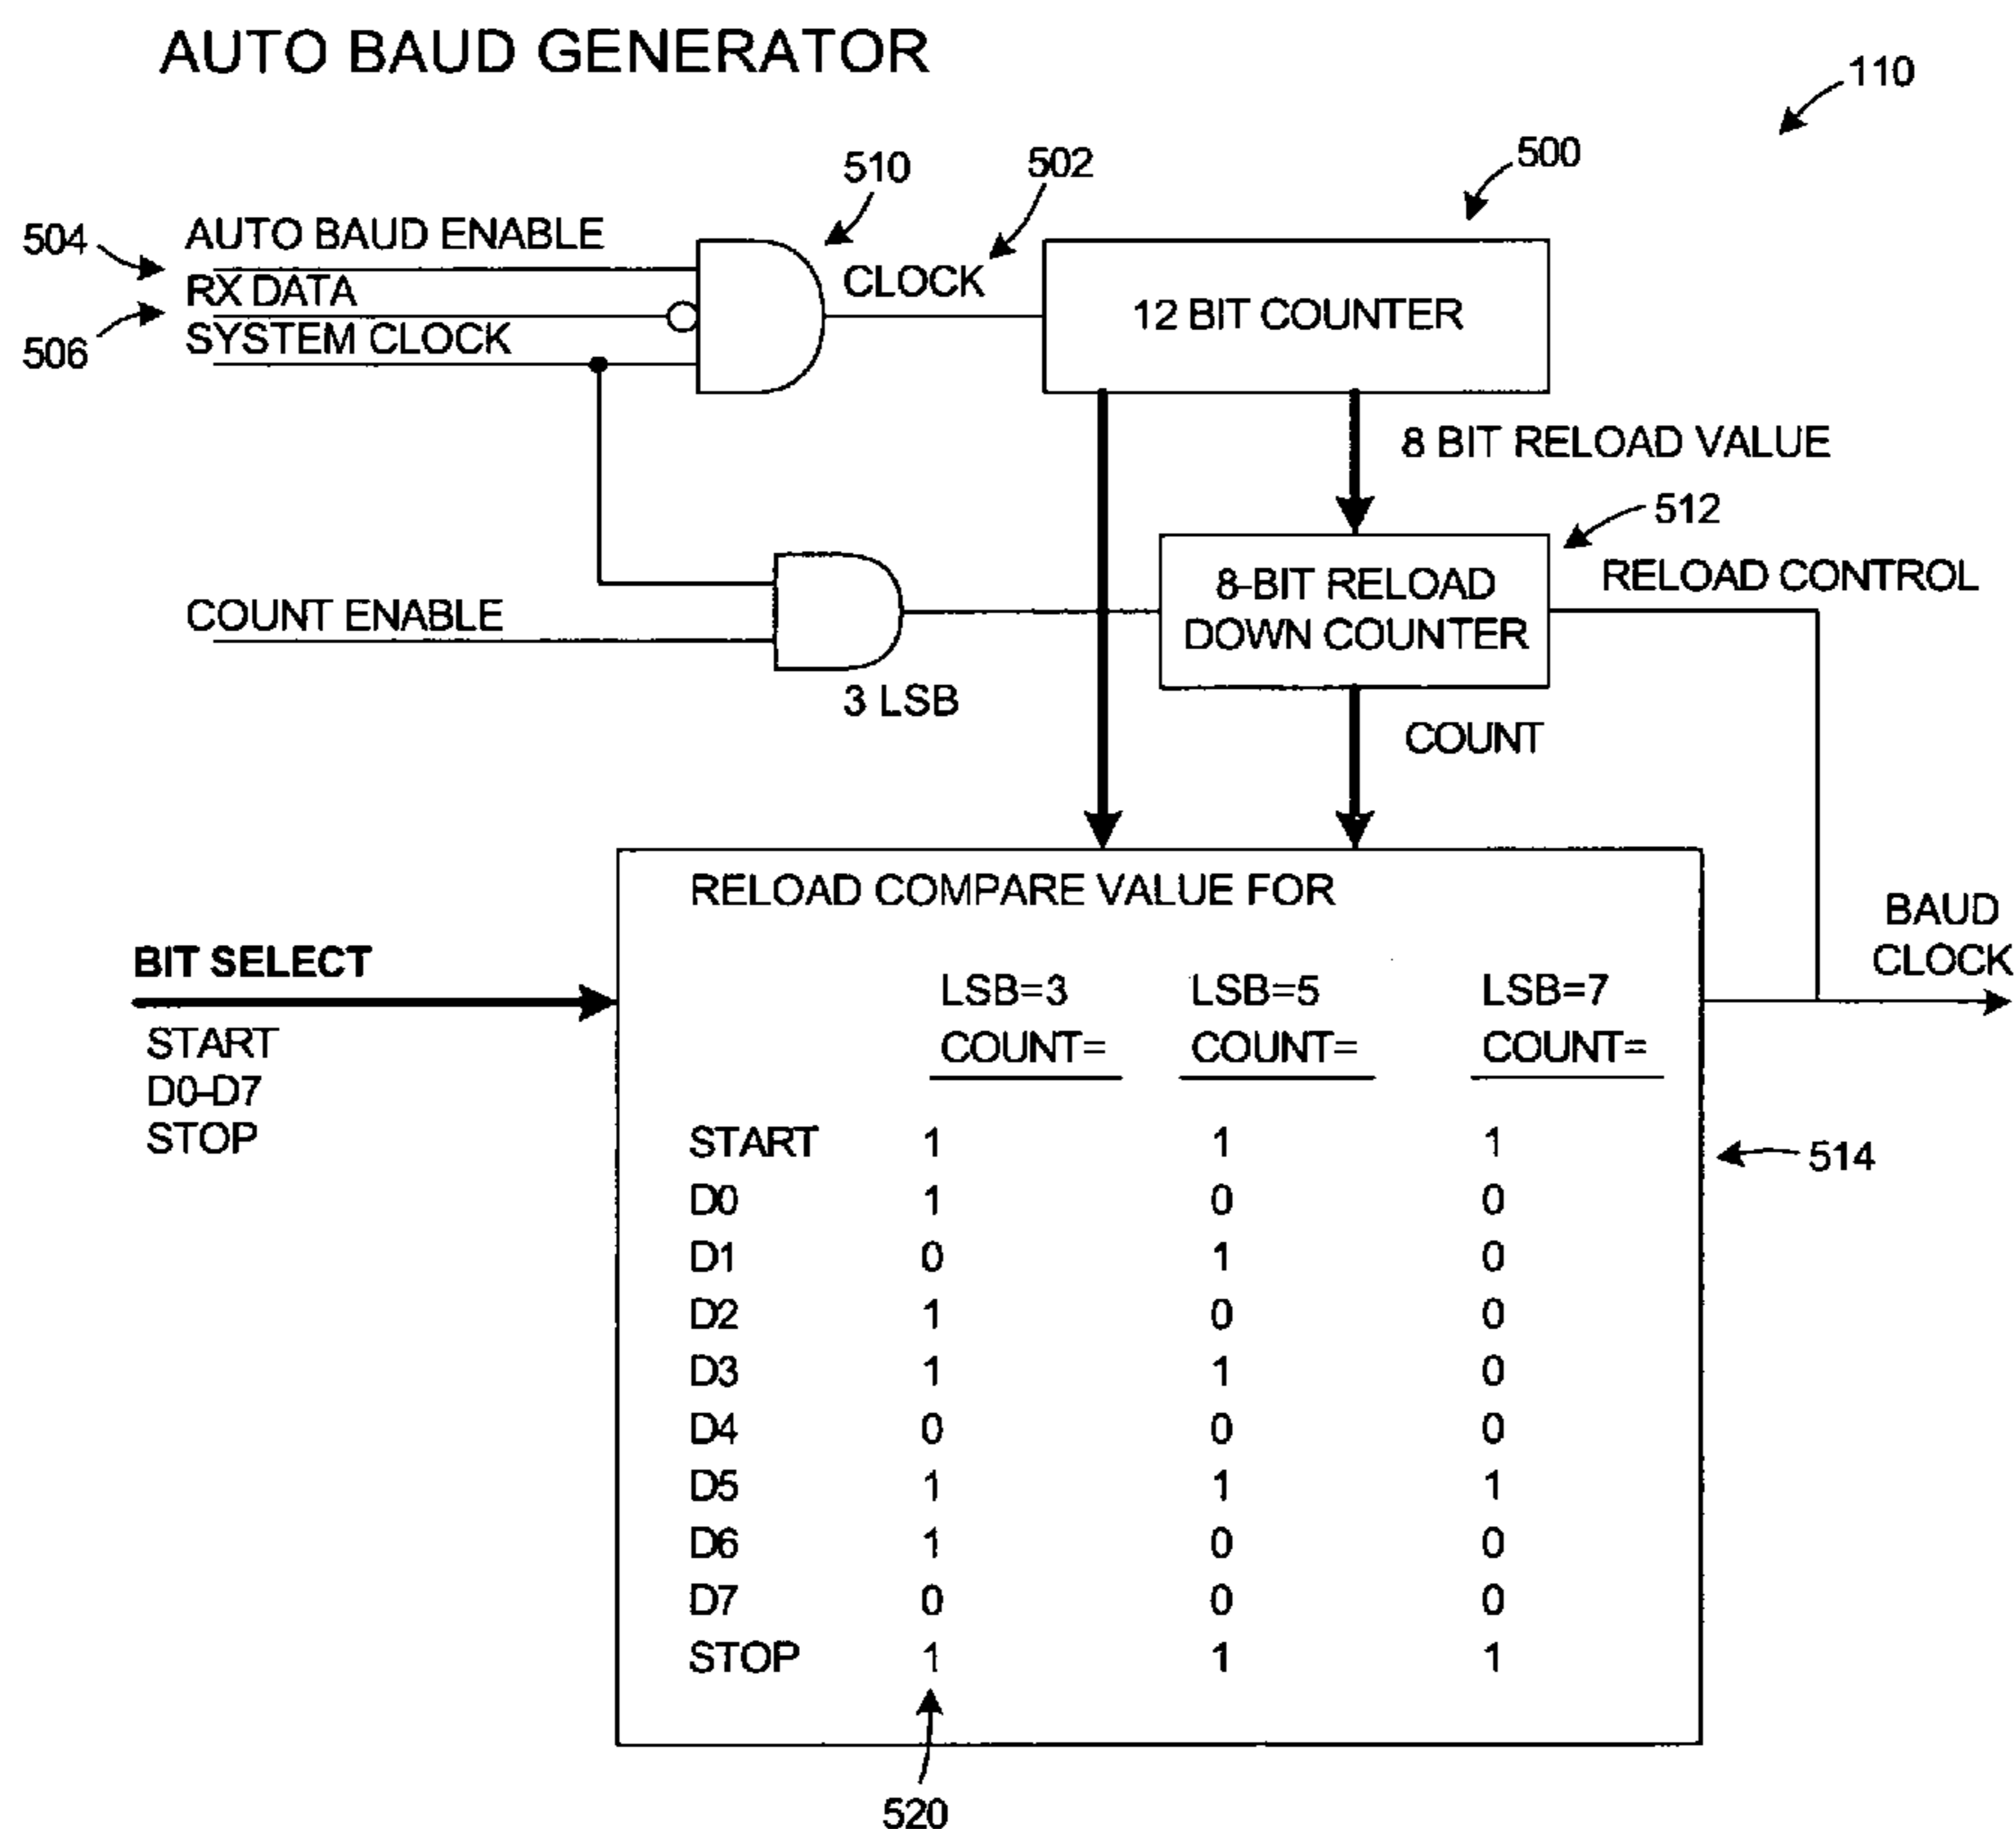 AUTO BAUD GENERATOR
110
500
510
502
504
AUTO BAUD ENABLE
RX DATA
CLOCK
12 BIT COUNTER
506
SYSTEM CLOCK
8 BIT RELOAD VALUE
512
8-BIT RELOAD
DOWN COUNTER
RELOAD CONTROL
COUNT ENABLE
3 LSB
COUNT
RELOAD COMPARE VALUE FOR
BAUD
CLOCK
BIT SELECT
START
D0-D7
STOP
LSB=3 LSB=5 LSB=7
COUNT= COUNT= COUNT=
START 1 1 1
514
D0 1 0 0
D1 0 1 0
D2 1 0 0
D3 1 1 0
D4 0 0 0
D5 1 1 1
D6 1 0 0
D7 0 0 0
STOP 1 1 1
520